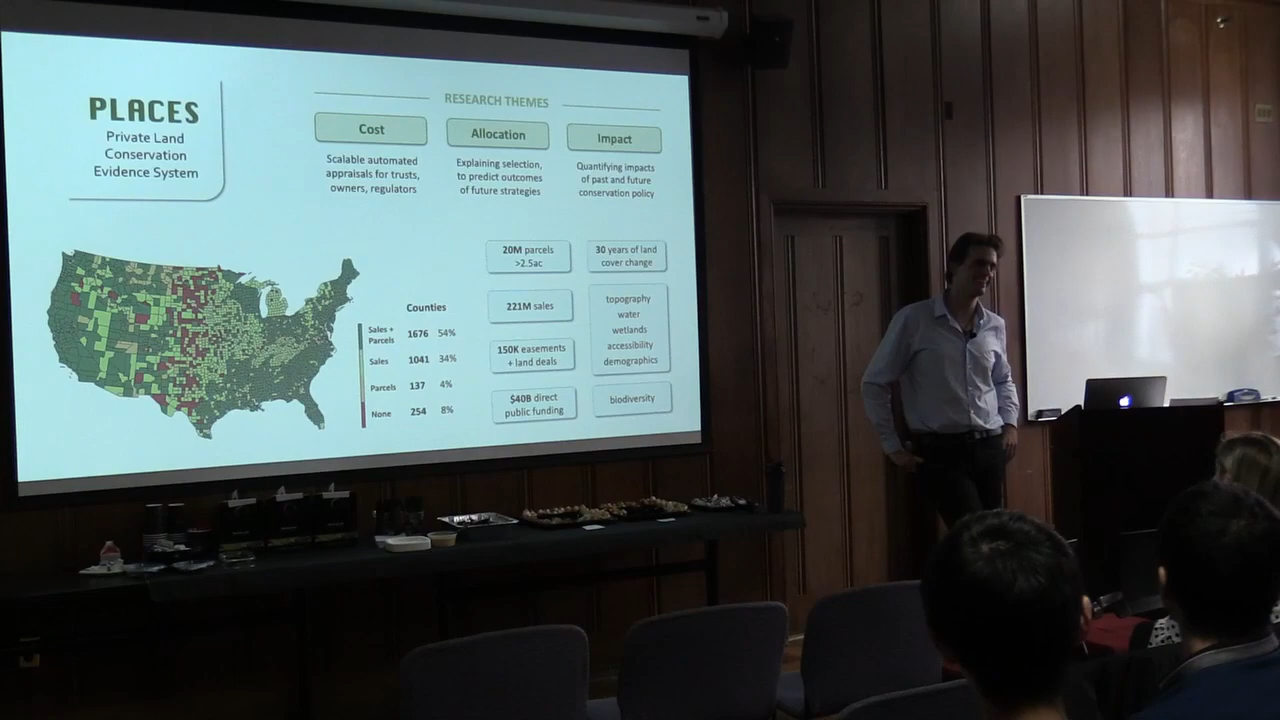 PLACES
Private Land
Conservation
Evidence System
RESEARCH THEMES
Cost
Scalable automated
appraisals for trusts,
owners, regulators
Allocation
Explaining selection,
to predict outcomes
of future strategies
Impact
Quantifying impacts
of past and future
conservation policy
Counties
Sales +
Parcels
1676 54%
Sales 1041 34%
Parcels 137 4%
None 254 8%
20M parcels
>2.5ac
221M sales
150K easements
+ land deals
$40B direct
public funding
30 years of land
cover change
topography
water
wetlands
accessibility
demographics
biodiversity